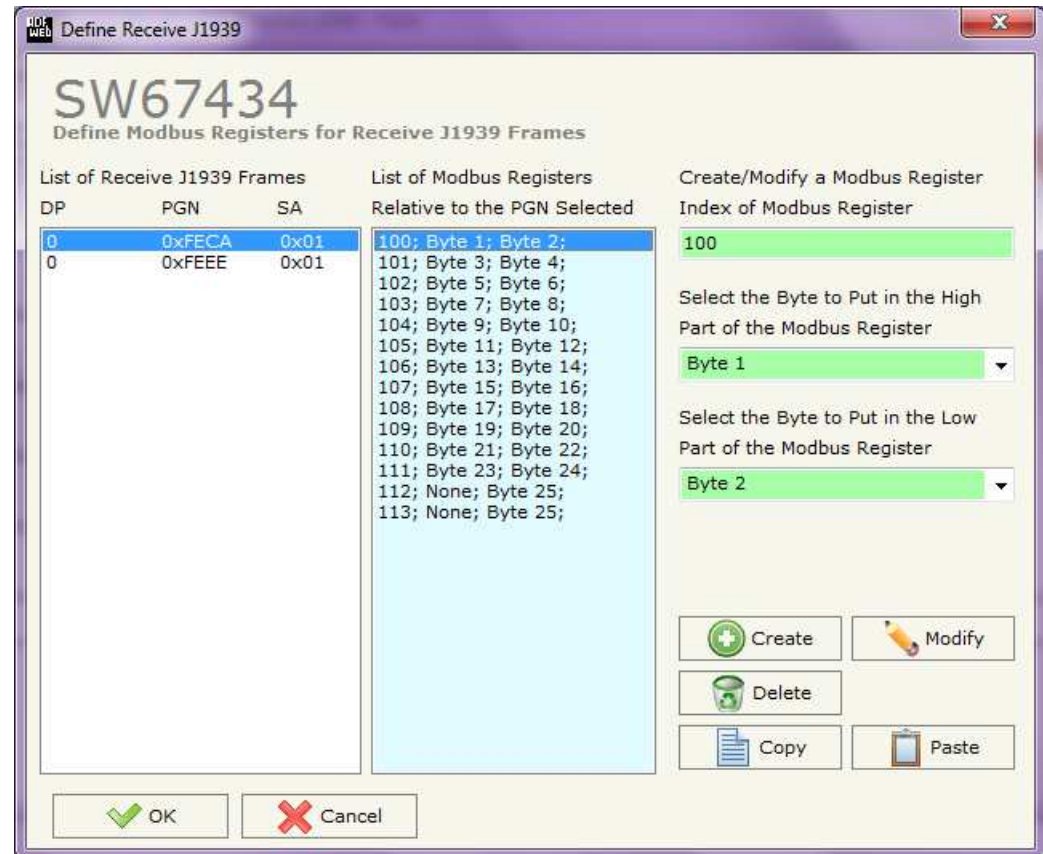 ADF WEB Define Receive J1939
SW67434
Define Modbus Registers for Receive J1939 Frames
List of Receive J1939 Frames
DP PGN SA
0 0xFECA 0x01
0 0xFEEE 0x01
List of Modbus Registers
Relative to the PGN Selected
100; Byte 1; Byte 2;
101; Byte 3; Byte 4;
102; Byte 5; Byte 6;
103; Byte 7; Byte 8;
104; Byte 9; Byte 10;
105; Byte 11; Byte 12;
106; Byte 13; Byte 14;
107; Byte 15; Byte 16;
108; Byte 17; Byte 18;
109; Byte 19; Byte 20;
110; Byte 21; Byte 22;
111; Byte 23; Byte 24;
112; None; Byte 25;
113; None; Byte 25;
Create/Modify a Modbus Register
Index of Modbus Register
100
Select the Byte to Put in the High
Part of the Modbus Register
Byte 1
Select the Byte to Put in the Low
Part of the Modbus Register
Byte 2
Create Modify
Delete
Copy Paste
OK Cancel